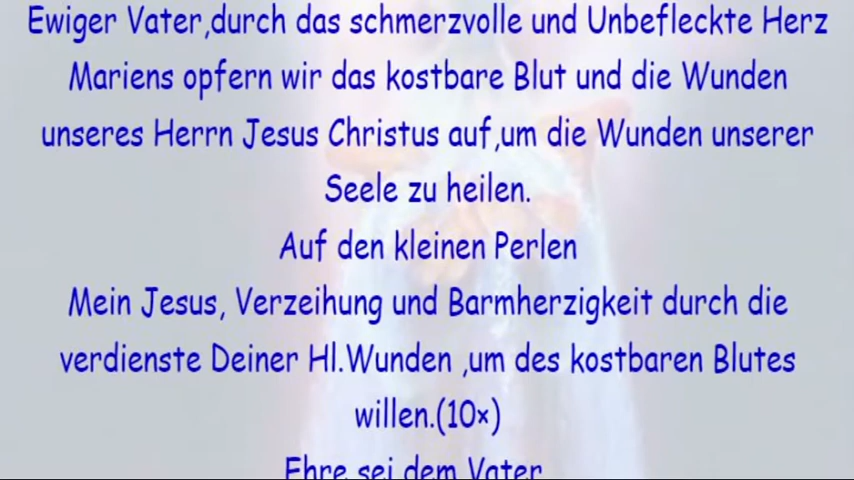 Ewiger Vater,durch das schmerzvolle und Unbefleckte Herz
Mariens opfern wir das kostbare Blut und die Wunden
unseres Herrn Jesus Christus auf,um die Wunden unserer
Seele zu heilen.
Auf den kleinen Perlen
Mein Jesus, Verzeihung und Barmherzigkeit durch die
verdienste Deiner Hl.Wunden ,um des kostbaren Blutes
willen.(10×)
Ehre sei dem Vater